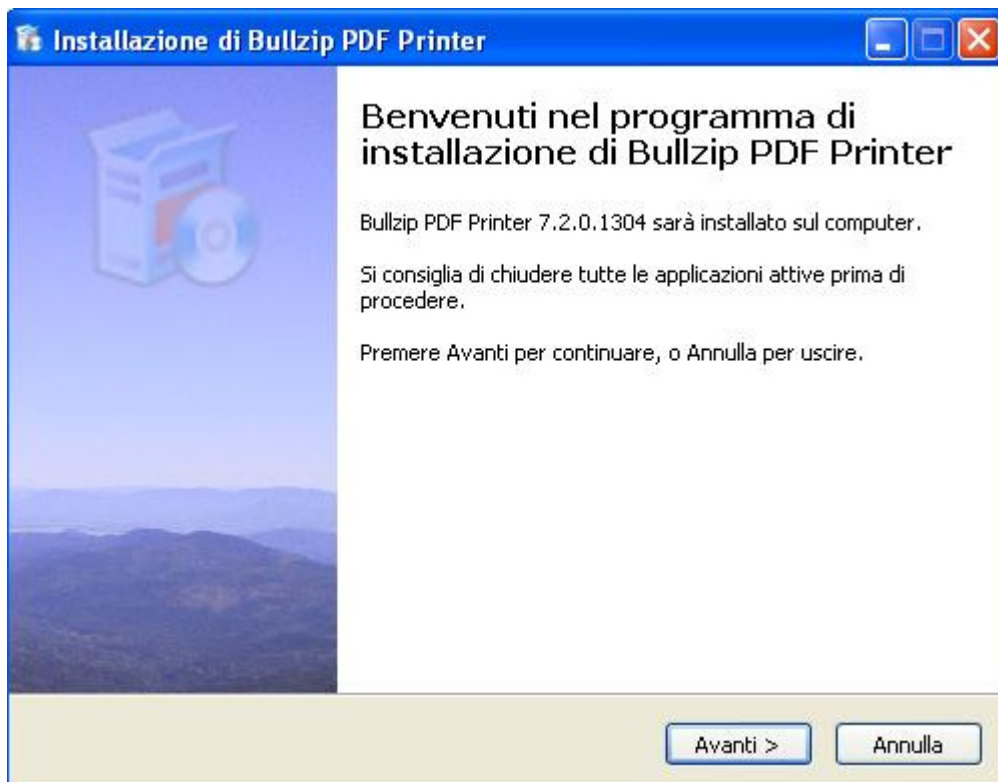 Installazione di Bullzip PDF Printer
Benvenuti nel programma di
installazione di Bullzip PDF Printer
Bullzip PDF Printer 7.2.0.1304 sarà installato sul computer.
Si consiglia di chiudere tutte le applicazioni attive prima di
procedere.
Premere Avanti per continuare, o Annulla per uscire.
Avanti >
Annulla